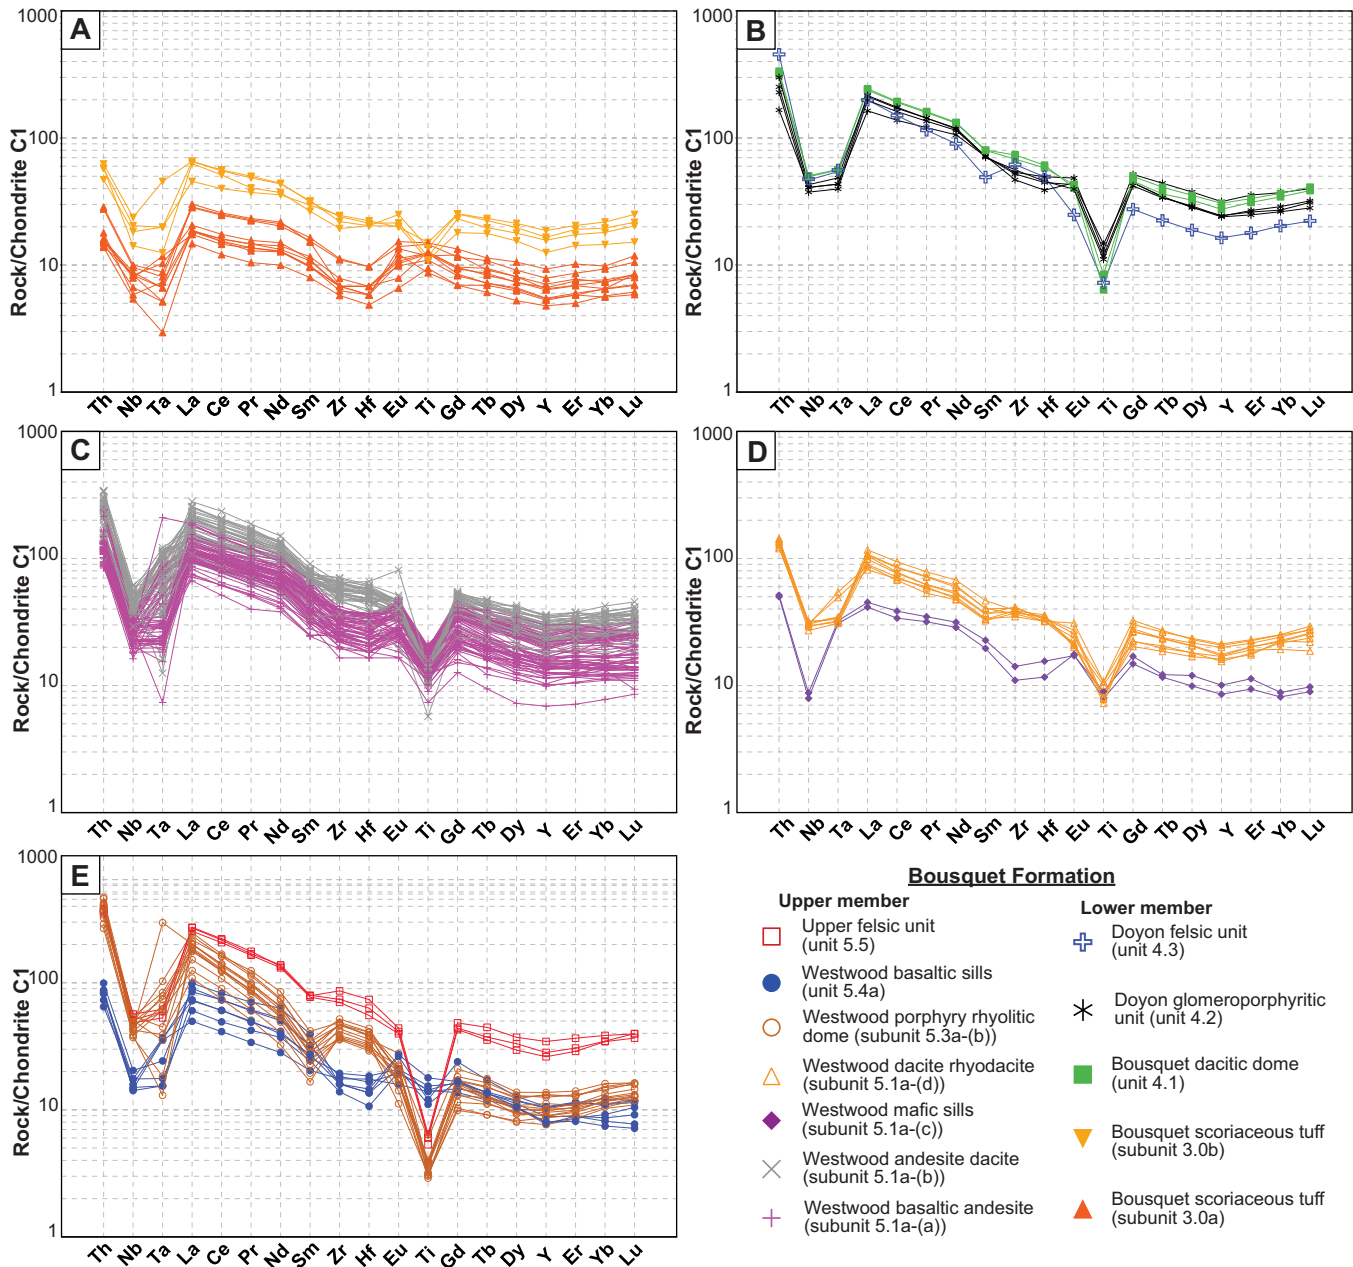 A
Rock/Chondrite C1
1000
100
10
1
Th Nb Ta La Ce Pr Nd Sm Zr Hf Eu Ti Gd Tb Dy Y Er Yb Lu
B
Rock/Chondrite C1
1000
100
10
1
Th Nb Ta La Ce Pr Nd Sm Zr Hf Eu Ti Gd Tb Dy Y Er Yb Lu
C
Rock/Chondrite C1
1000
100
10
1
Th Nb Ta La Ce Pr Nd Sm Zr Hf Eu Ti Gd Tb Dy Y Er Yb Lu
D
Rock/Chondrite C1
1000
100
10
1
Th Nb Ta La Ce Pr Nd Sm Zr Hf Eu Ti Gd Tb Dy Y Er Yb Lu
E
Rock/Chondrite C1
1000
100
10
1
Th Nb Ta La Ce Pr Nd Sm Zr Hf Eu Ti Gd Tb Dy Y Er Yb Lu
Bousquet Formation
Upper member
Upper felsic unit
(unit 5.5)
Westwood basaltic sills
(unit 5.4a)
Westwood porphyry rhyolitic
dome (subunit 5.3a-(b))
Westwood dacite rhyodacite
(subunit 5.1a-(d))
Westwood mafic sills
(subunit 5.1a-(c))
Westwood andesite dacite
(subunit 5.1a-(b))
Westwood basaltic andesite
(subunit 5.1a-(a))
Lower member
Doyon felsic unit
(unit 4.3)
Doyon glomeroporphyritic
unit (unit 4.2)
Bousquet dacitic dome
(unit 4.1)
Bousquet scoriaceous tuff
(subunit 3.0b)
Bousquet scoriaceous tuff
(subunit 3.0a)